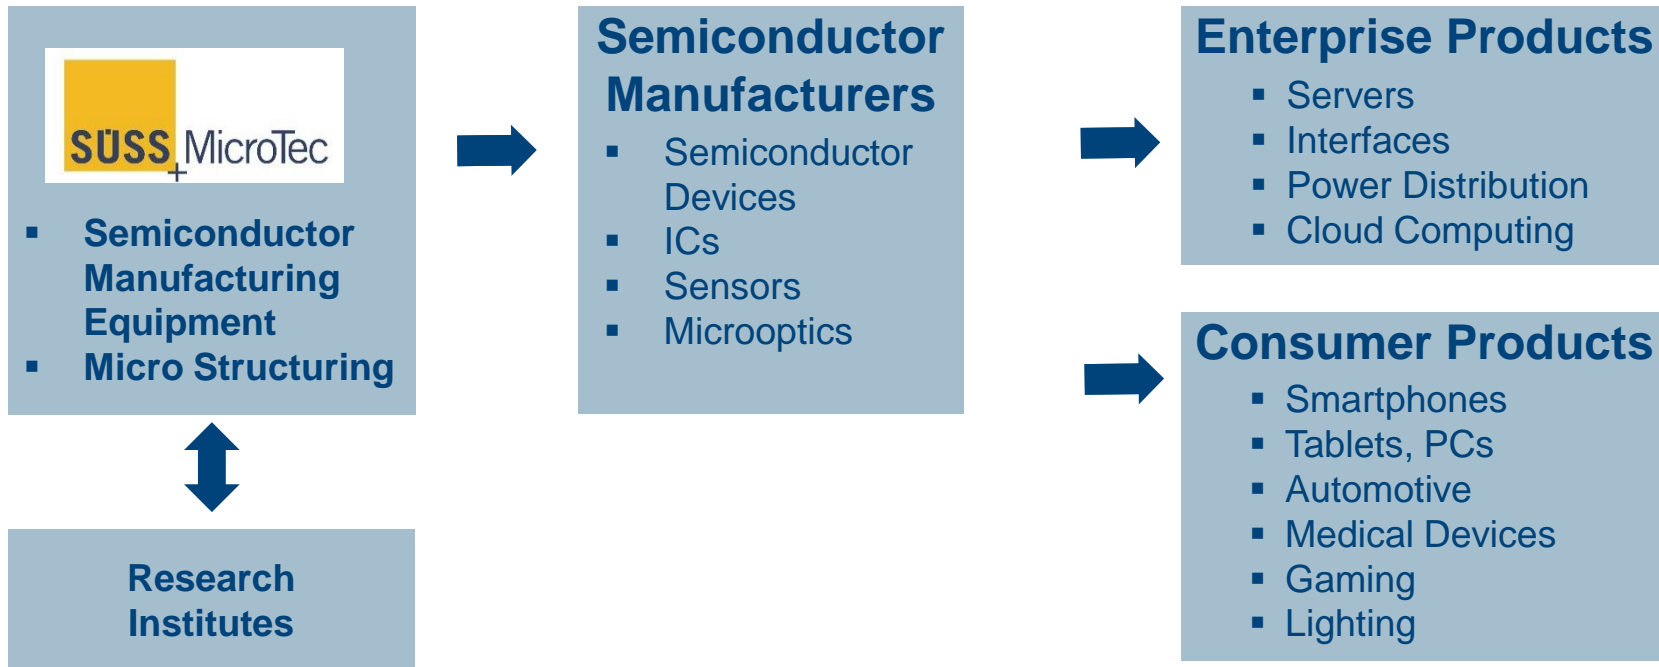 SÜSS MicroTec
▪ Semiconductor
Manufacturing
Equipment
▪ Micro Structuring
Research
Institutes
Semiconductor
Manufacturers
▪ Semiconductor
Devices
▪ ICs
▪ Sensors
▪ Microoptics
Enterprise Products
▪ Servers
▪ Interfaces
▪ Power Distribution
▪ Cloud Computing
Consumer Products
▪ Smartphones
▪ Tablets, PCs
▪ Automotive
▪ Medical Devices
▪ Gaming
▪ Lighting